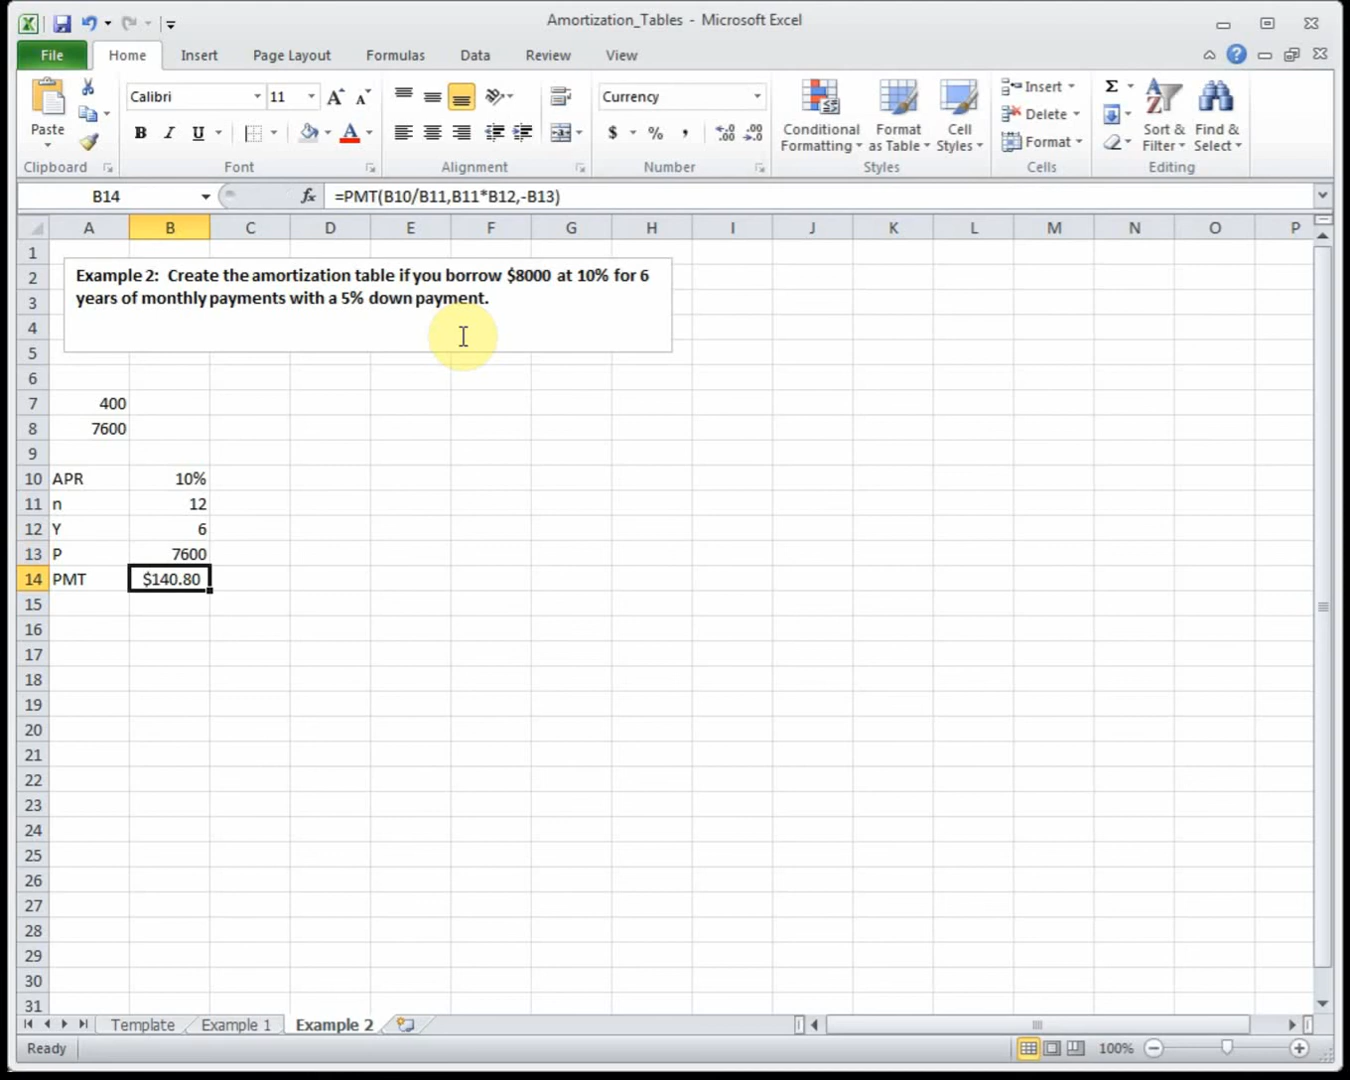 Amortization_Tables - Microsoft Excel
File Home Insert Page Layout Formulas Data Review View
Calibri 11 Currency
Paste
B I U A $ % , .00 .0
Conditional Formatting
Format as Table
Cell Styles
Insert
Delete
Format
Sort & Filter
Find & Select
Clipboard Font Alignment Number Styles Cells Editing
B14 fx =PMT(B10/B11,B11*B12,-B13)
A B C D E F G H I J K L M N O P
1
Example 2: Create the amortization table if you borrow $8000 at 10% for 6
2
years of monthly payments with a 5% down payment.
3
4
5
6
7 400
8 7600
9
10 APR 10%
11 n 12
12 Y 6
13 P 7600
14 PMT $140.80
15
16
17
18
19
20
21
22
23
24
25
26
27
28
29
30
31
Template Example 1 Example 2
Ready 100%